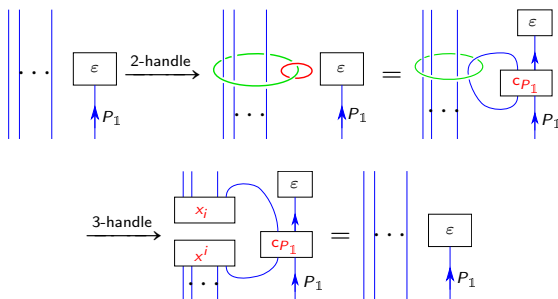 ε P_𝟙 2-handle ε P_𝟙 = ε c_{P_𝟙} P_𝟙
3-handle x_i x^i ε c_{P_𝟙} P_𝟙 = ε P_𝟙